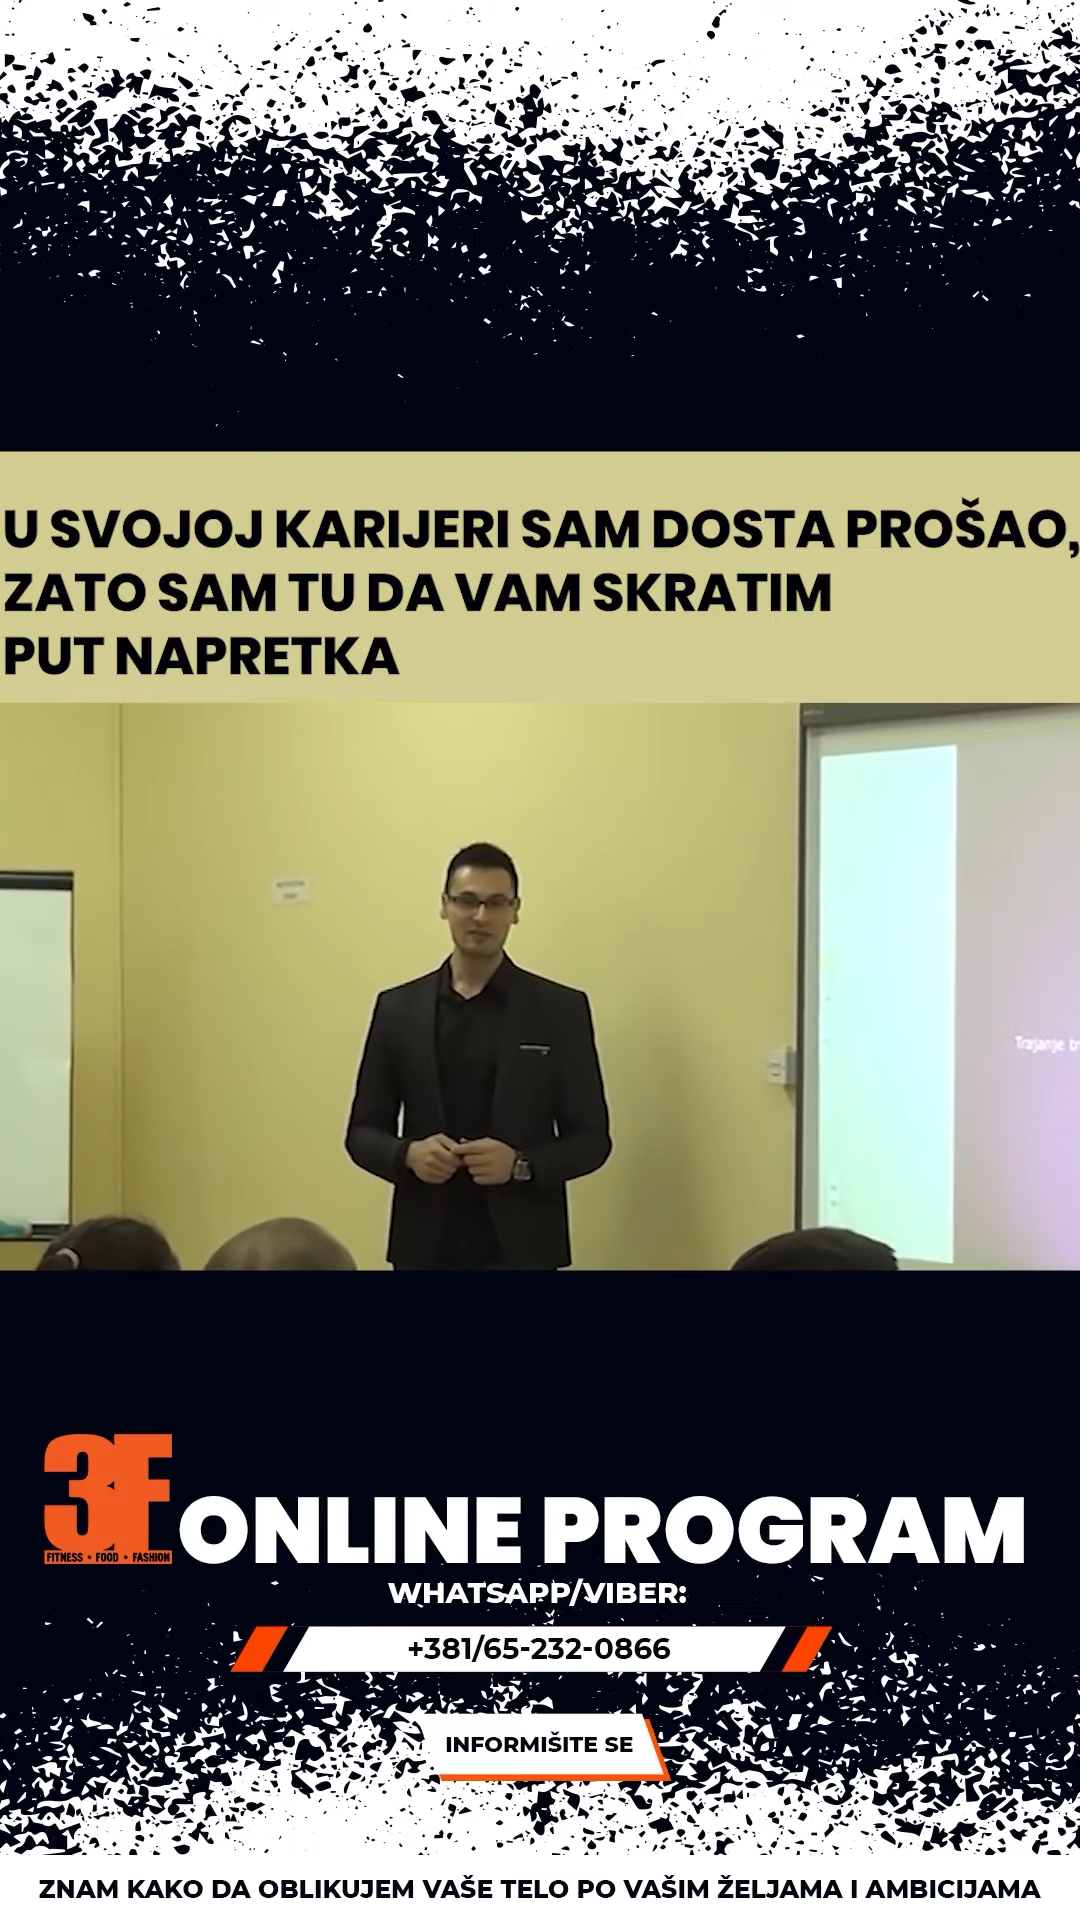 U SVOJOJ KARIJERI SAM DOSTA PROŠAO,
ZATO SAM TU DA VAM SKRATIM
PUT NAPRETKA
Trajanje
3F
FITNESS • FOOD • FASHION
ONLINE PROGRAM
WHATSAPP/VIBER:
+381/65-232-0866
INFORMIŠITE SE
ZNAM KAKO DA OBLIKUJEM VAŠE TELO PO VAŠIM ŽELJAMA I AMBICIJAMA